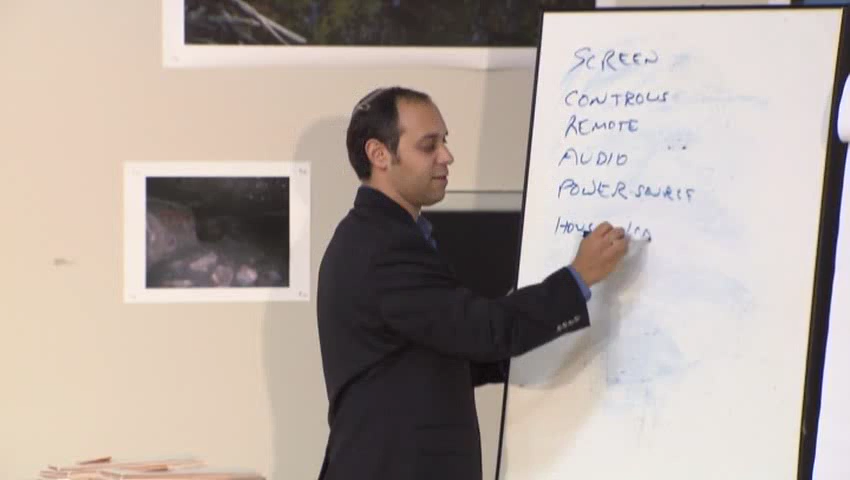 SCREEN
CONTROLS
REMOTE
AUDIO
POWER-SOURCE